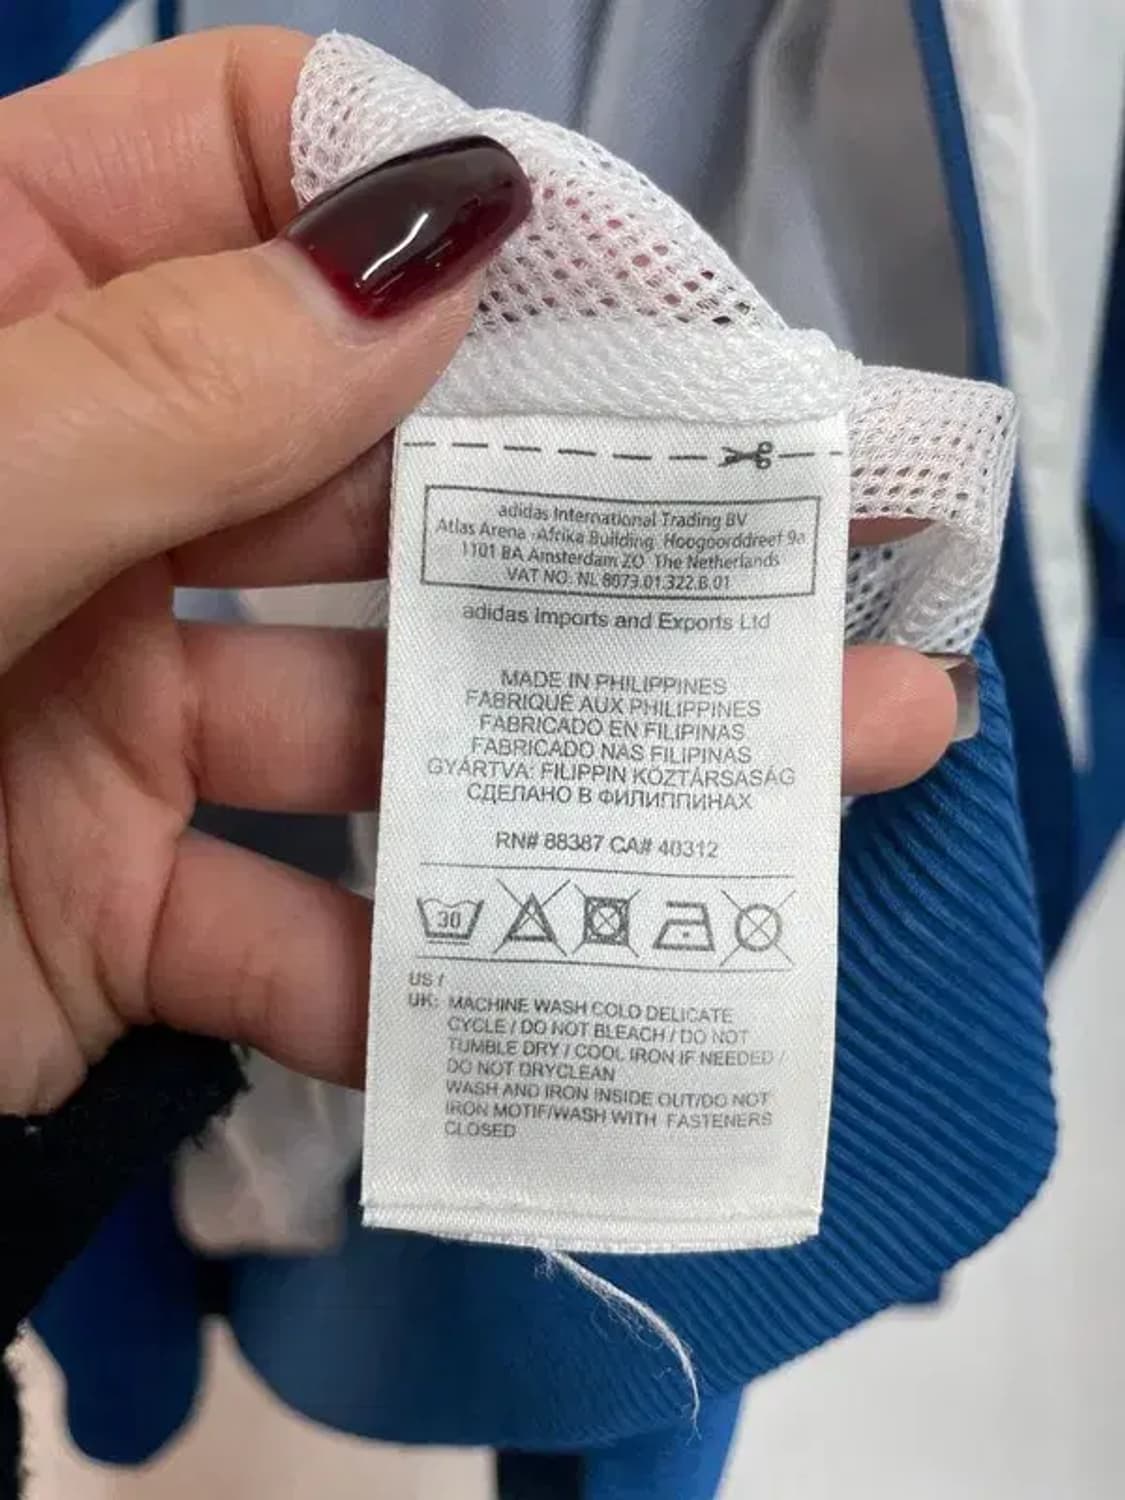 adidas International Trading BV
Atlas Arena -Afrika Building Hoogoorddreef 9a
1101 BA Amsterdam ZO The Netherlands
VAT NO: NL 8073.01.322.B.01
adidas Imports and Exports Ltd
MADE IN PHILIPPINES
FABRIQUÉ AUX PHILIPPINES
FABRICADO EN FILIPINAS
FABRICADO NAS FILIPINAS
GYÁRTVA: FILIPPIN KÖZTÁRSASÁG
СДЕЛАНО В ФИЛИППИНАХ
RN# 88387 CA# 40312
30
US /
UK: MACHINE WASH COLD DELICATE
CYCLE / DO NOT BLEACH / DO NOT
TUMBLE DRY / COOL IRON IF NEEDED /
DO NOT DRYCLEAN
WASH AND IRON INSIDE OUT/DO NOT
IRON MOTIF/WASH WITH FASTENERS
CLOSED